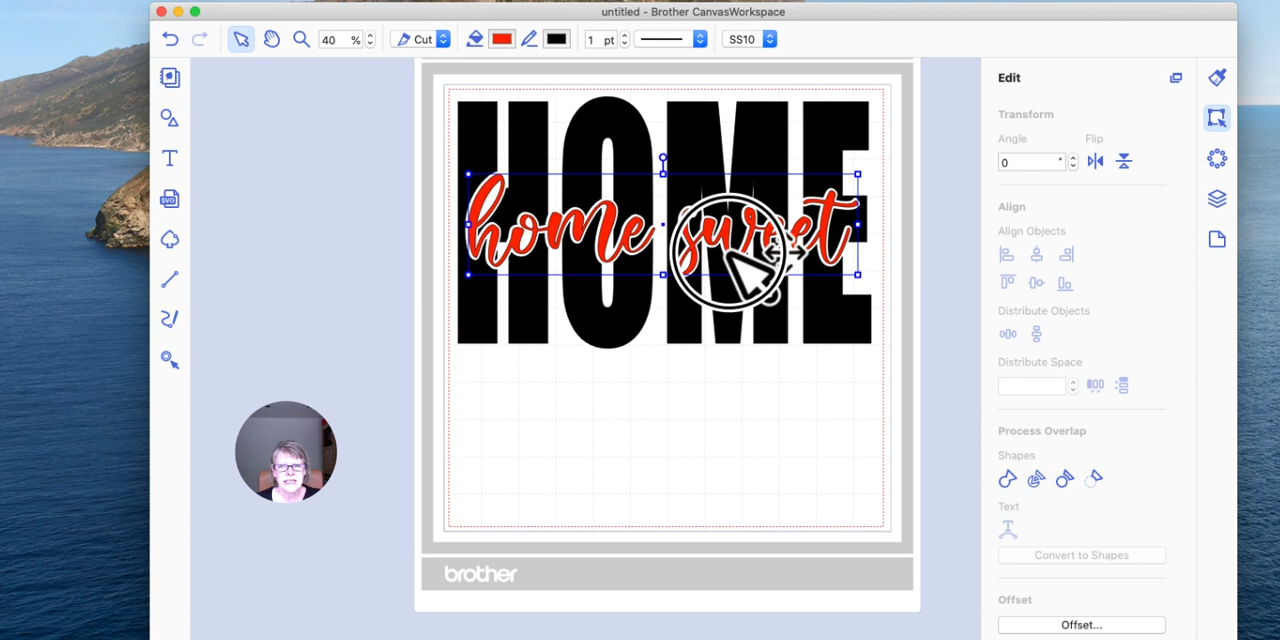 untitled - Brother CanvasWorkspace
40 %
Cut
1 pt
SS10
Edit
Transform
Angle
Flip
0 °
Align
Align Objects
Distribute Objects
Distribute Space
Process Overlap
Shapes
Text
Convert to Shapes
Offset
Offset...
HOME
home sweet
brother
SVG